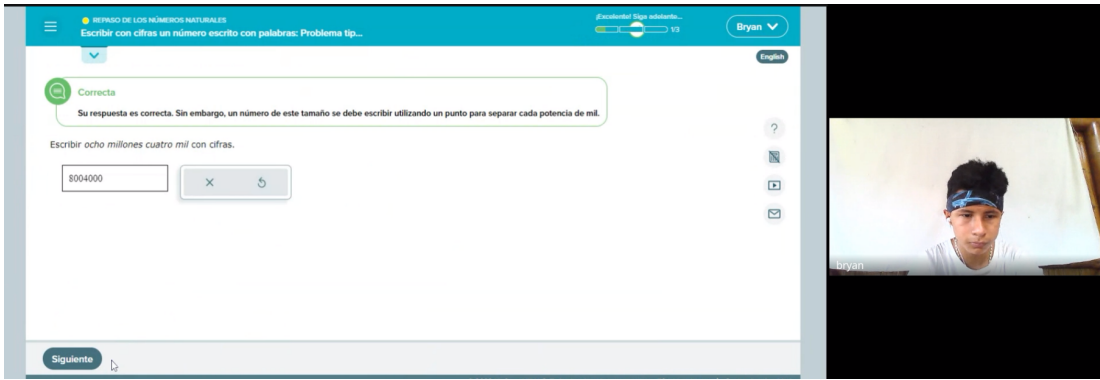 REPASO DE LOS NÚMEROS NATURALES
Escribir con cifras un número escrito con palabras: Problema tip...
¡Excelente! Siga adelante...
1/3
Bryan
English
Correcta
Su respuesta es correcta. Sin embargo, un número de este tamaño se debe escribir utilizando un punto para separar cada potencia de mil.
Escribir ocho millones cuatro mil con cifras.
8004000
?
bryan
Siguiente